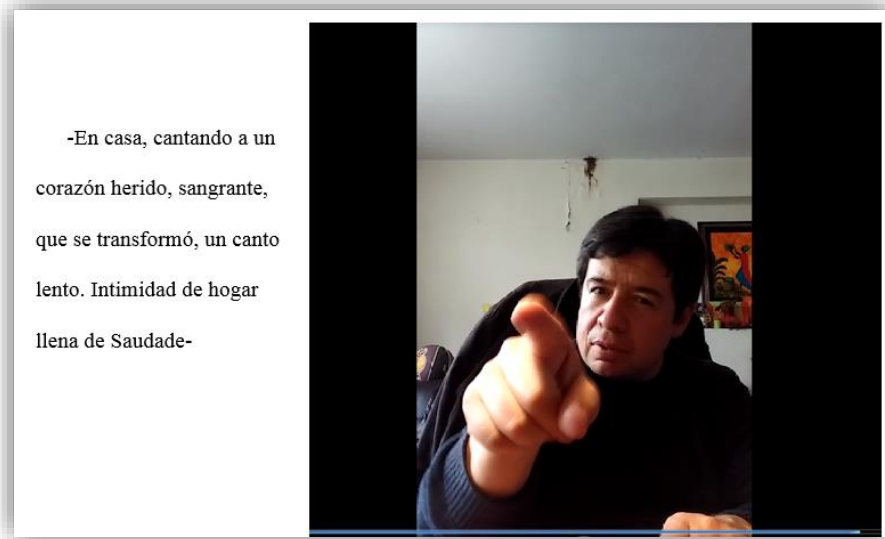 -En casa, cantando a un
corazón herido, sangrante,
que se transformó, un canto
lento. Intimidad de hogar
llena de Saudade-